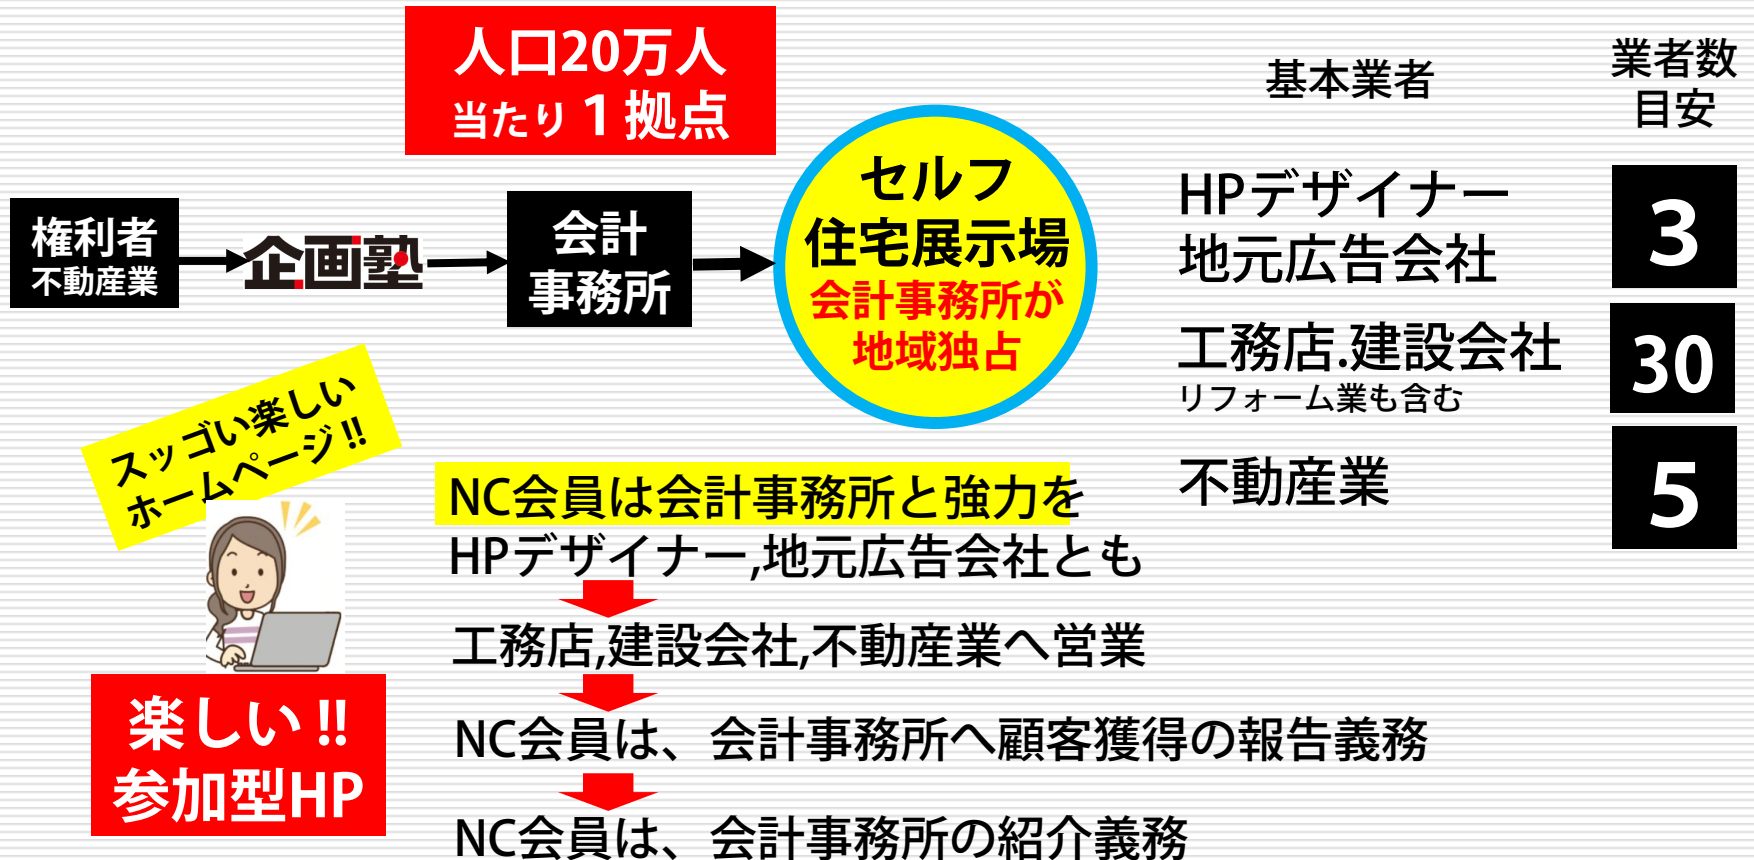 人口20万人
当たり１拠点
権利者
不動産業
企画塾
会計
事務所
セルフ
住宅展示場
会計事務所が
地域独占
基本業者
業者数
目安
HPデザイナー
地元広告会社
3
工務店.建設会社
リフォーム業も含む
30
不動産業
5
スッゴい楽しい
ホームページ!!
楽しい!!
参加型HP
NC会員は会計事務所と強力を
HPデザイナー,地元広告会社とも
工務店,建設会社,不動産業へ営業
NC会員は、会計事務所へ顧客獲得の報告義務
NC会員は、会計事務所の紹介義務